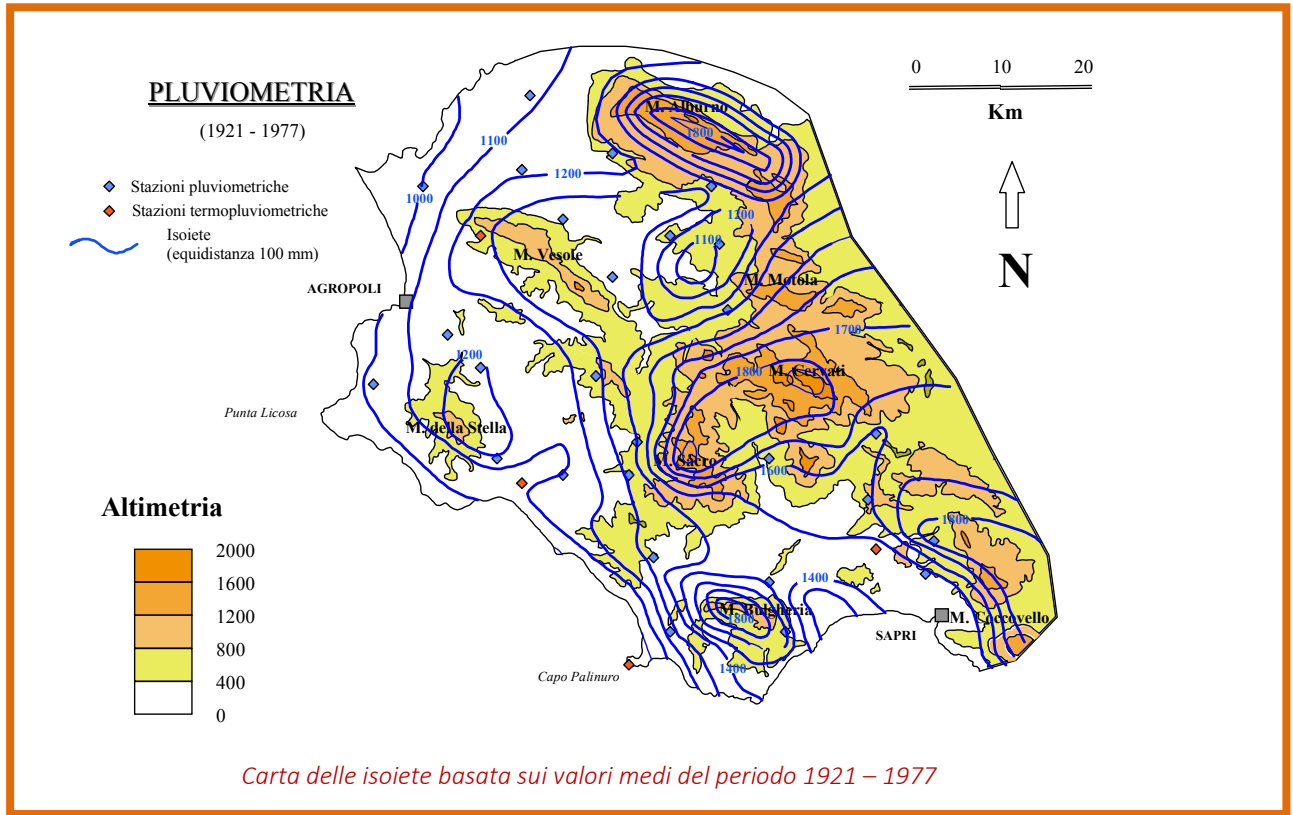 PLUVIOMETRIA
(1921 - 1977)
Stazioni pluviometriche
Stazioni termopluviometriche
Isoiete
(equidistanza 100 mm)
0 10 20
Km
N
M. Alburno
1800
1100
1200
1000
1200
1100
M. Vesole
M. Motola
AGROPOLI
1700
1200
1800
M. Cervati
Punta Licosa
M. della Stella
M. Sacro
1600
1800
1400
M. Bulgheria
1800
M. Coccovello
SAPRI
1400
Capo Palinuro
Altimetria
2000
1600
1200
800
400
0
Carta delle isoiete basata sui valori medi del periodo 1921 – 1977